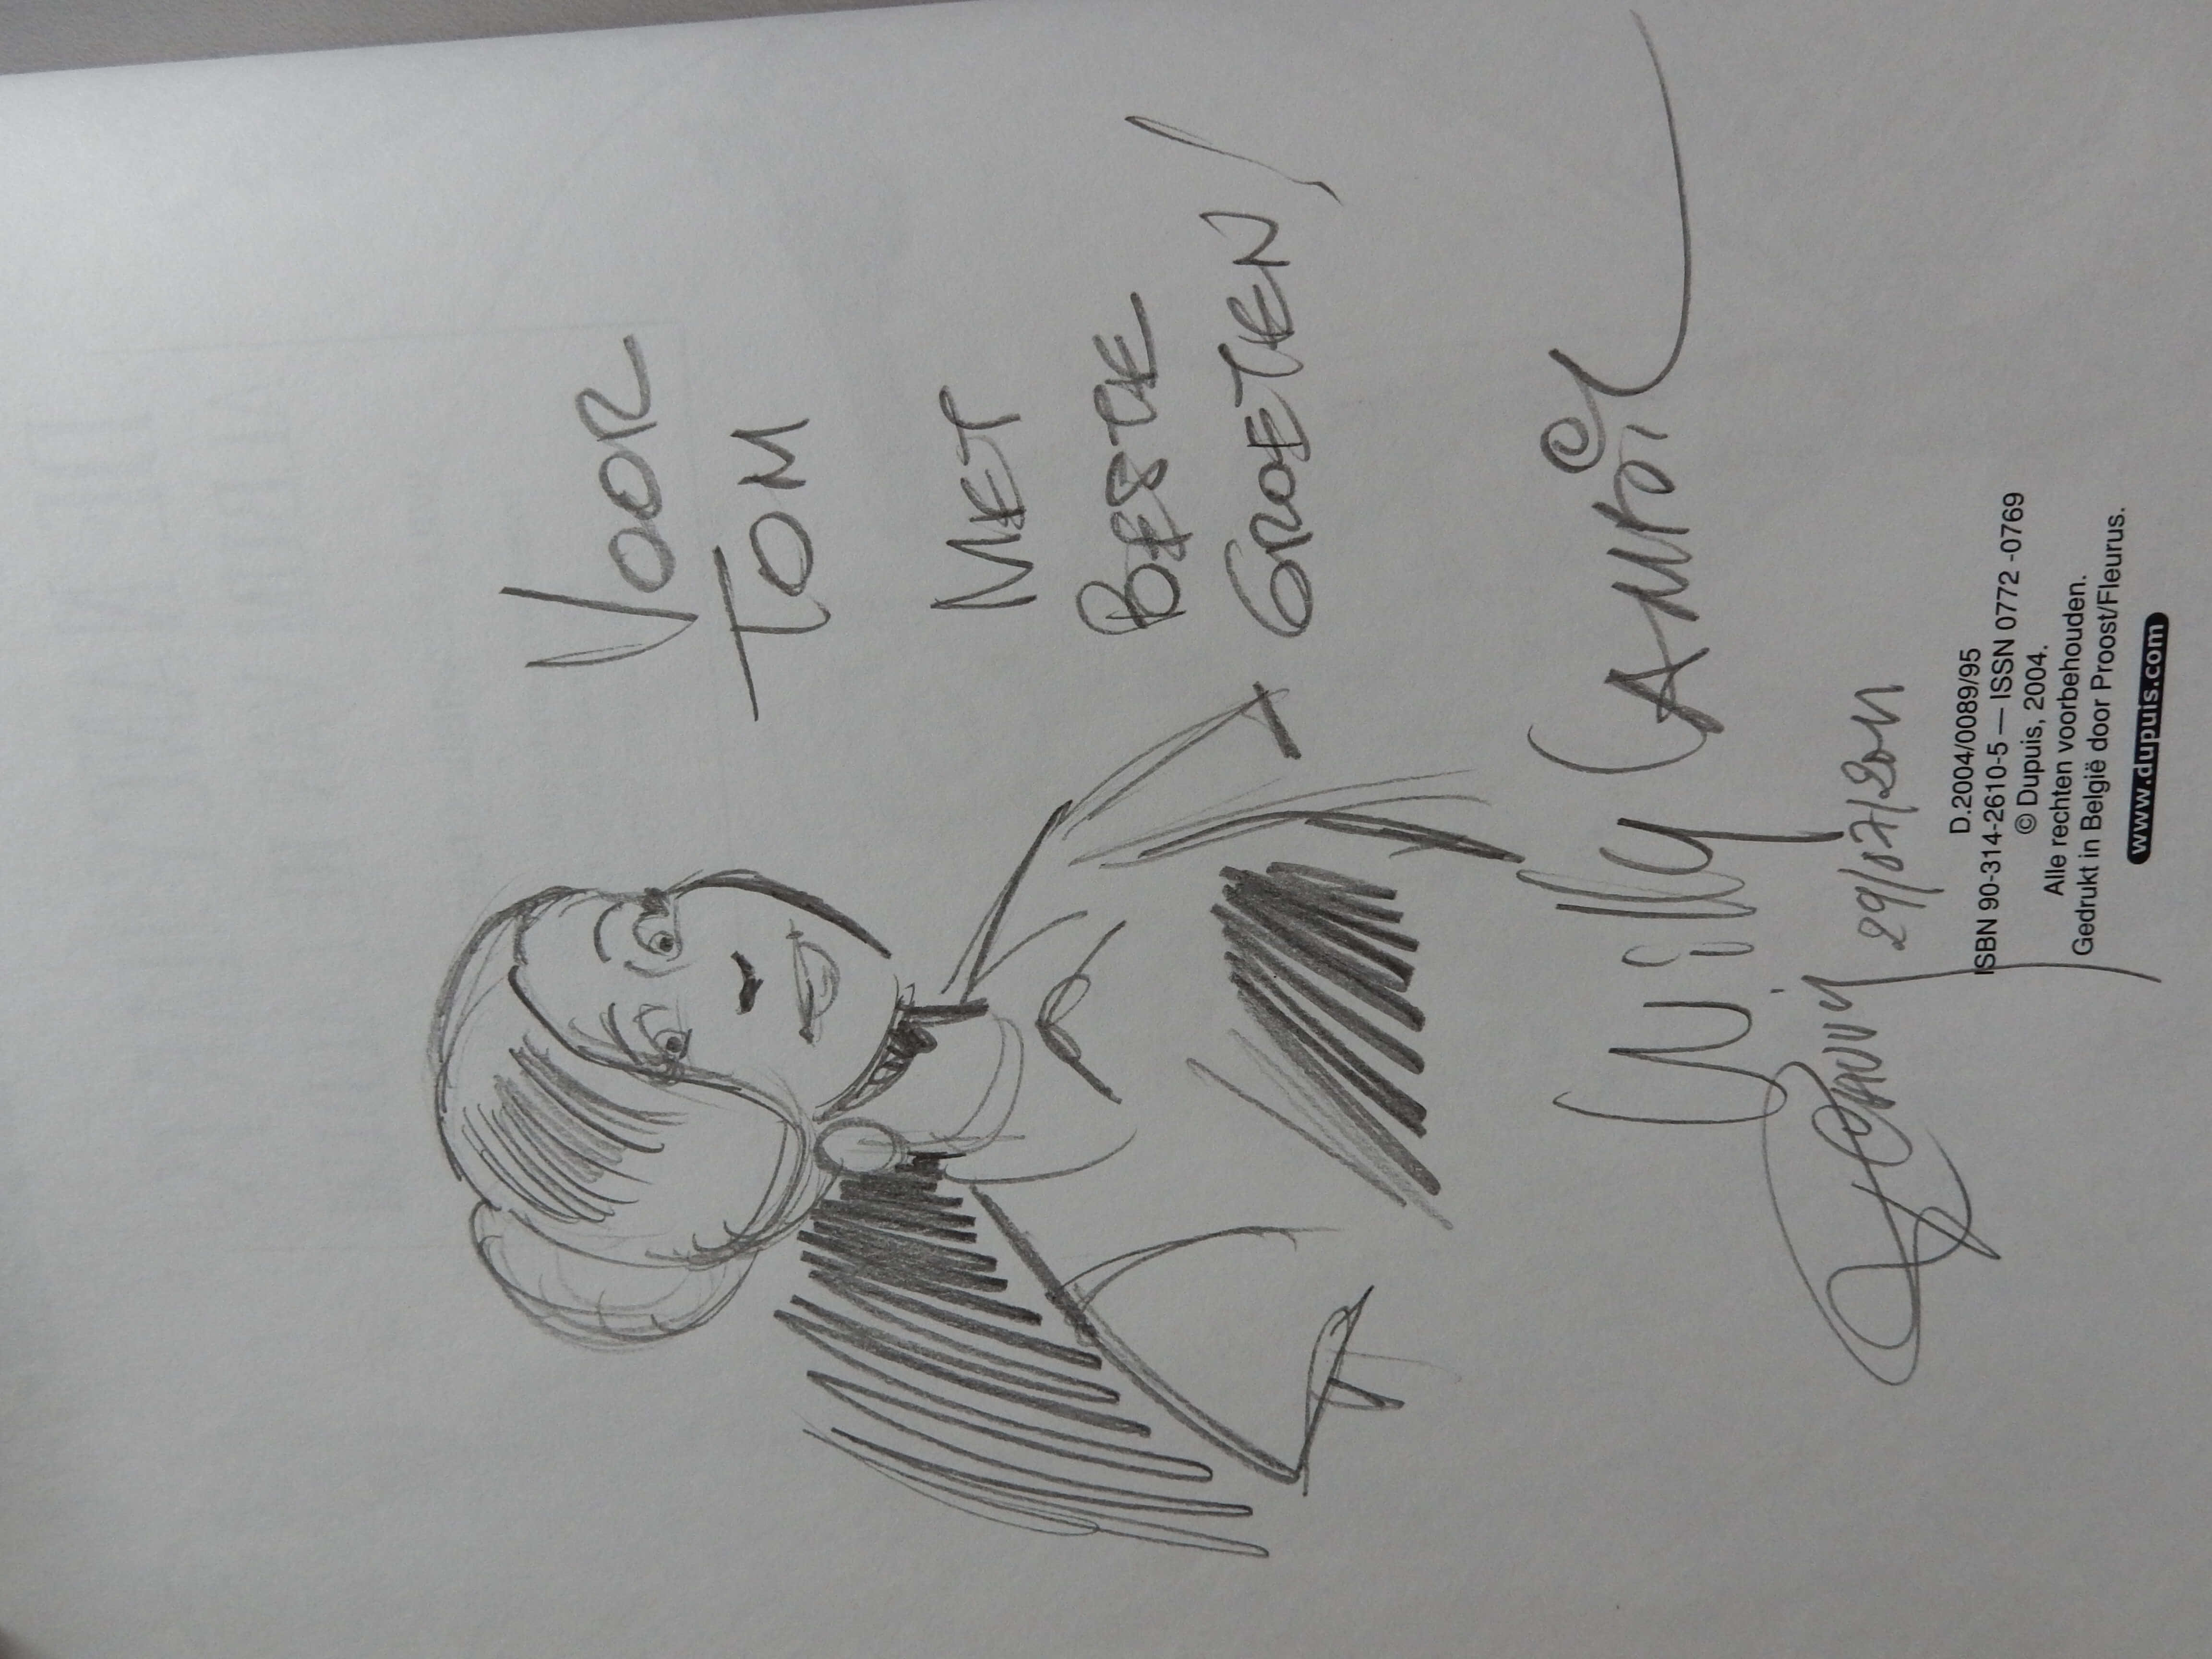 VOOR
TOM
MET
BESTE
GROETEN!
Willy LAMBIL
29/07/2011
D.2004/0089/95
ISBN 90-314-2610-5 — ISSN 0772 -0769
© Dupuis, 2004.
Alle rechten voorbehouden.
Gedrukt in België door Proost/Fleurus.
www.dupuis.com